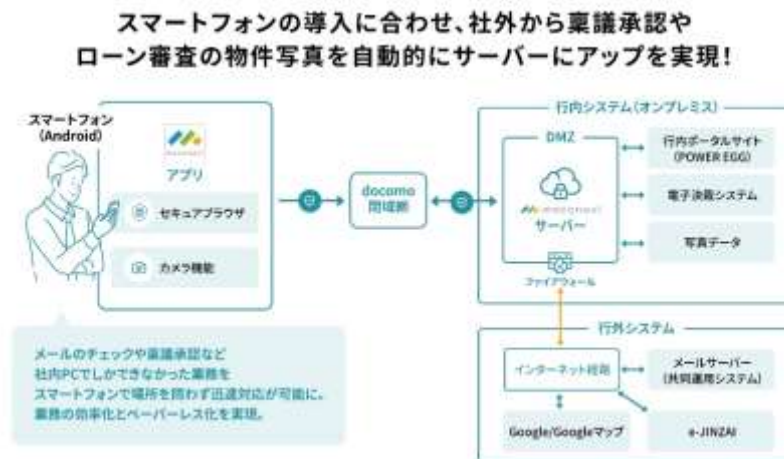 スマートフォンの導入に合わせ、社外から稟議承認や
ローン審査の物件写真を自動的にサーバーにアップを実現！
スマートフォン
（Android）
アプリ
セキュアブラウザ
カメラ機能
docomo
閉域網
行内システム（オンプレミス）
DMZ
サーバー
ファイアウォール
行内ポータルサイト
（POWER EGG）
電子決裁システム
写真データ
メールのチェックや稟議承認など
社内PCでしかできなかった業務を
スマートフォンで場所を問わず迅速対応が可能に。
業務の効率化とペーパーレス化を実現。
行外システム
インターネット経路
メールサーバー
（共同運用システム）
Google/Googleマップ
e-JINZAI